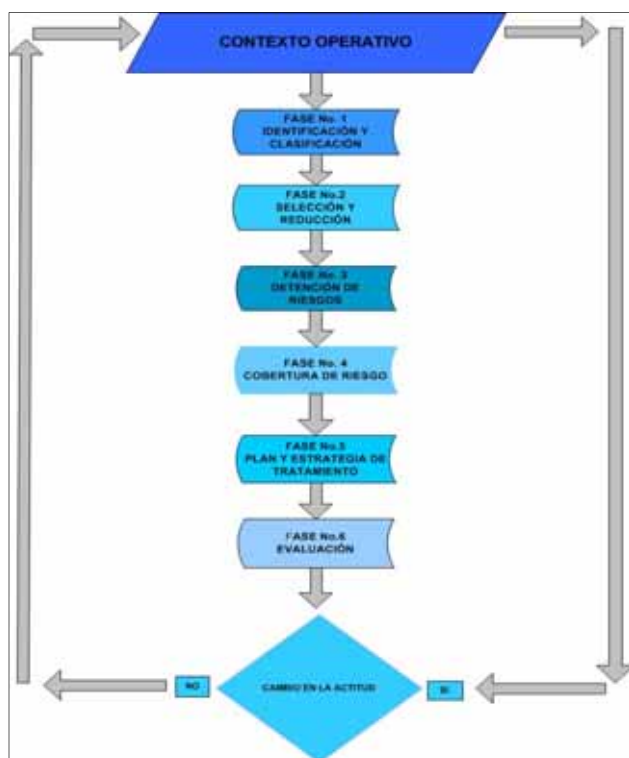 CONTEXTO OPERATIVO
FASE No. 1
IDENTIFICACIÓN Y
CLASIFICACIÓN
FASE No.2
SELECCIÓN Y
REDUCCIÓN
FASE No. 3
DETENCIÓN DE
RIESGOS
FASE No. 4
COBERTURA DE RIESGO
FASE No.5
PLAN Y ESTRATEGIA DE
TRATAMIENTO
FASE No.6
EVALUACIÓN
NO
CAMBIO EN LA ACTITUD
SI